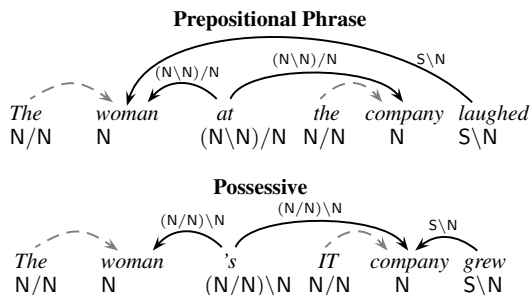 Prepositional Phrase
S\N
(N\N)/N (N\N)/N
The woman at the company laughed
N/N N (N\N)/N N/N N S\N
Possessive
(N/N)\N (N/N)\N S\N
The woman 's IT company grew
N/N N (N/N)\N N/N N S\N